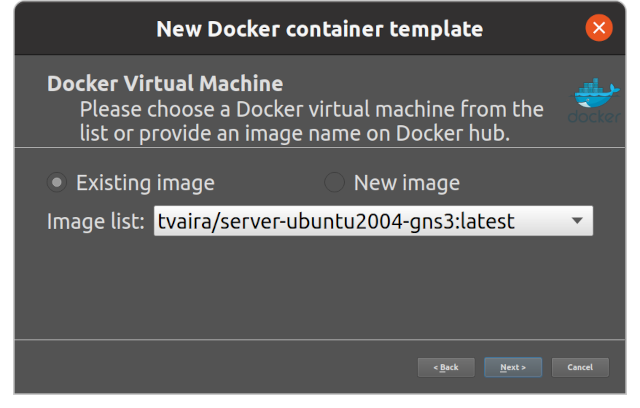 New Docker container template
Docker Virtual Machine
Please choose a Docker virtual machine from the
list or provide an image name on Docker hub.
docker
Existing image New image
Image list: tvaira/server-ubuntu2004-gns3:latest
< Back Next > Cancel